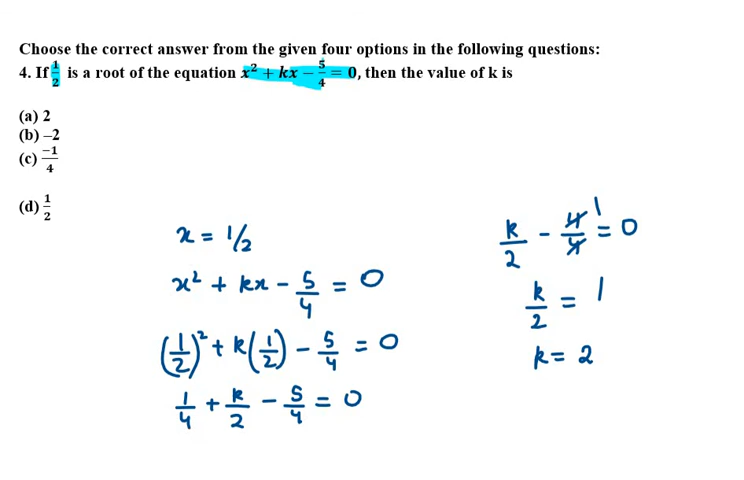 Choose the correct answer from the given four options in the following questions:
4. If 1/2 is a root of the equation x² + kx − 5/4 = 0, then the value of k is
(a) 2
(b) –2
(c) −1/4
(d) 1/2
x = 1/2
x² + kx − 5/4 = 0
(1/2)² + k(1/2) − 5/4 = 0
1/4 + k/2 − 5/4 = 0
k/2 − 4/4 1 = 0
k/2 = 1
k = 2